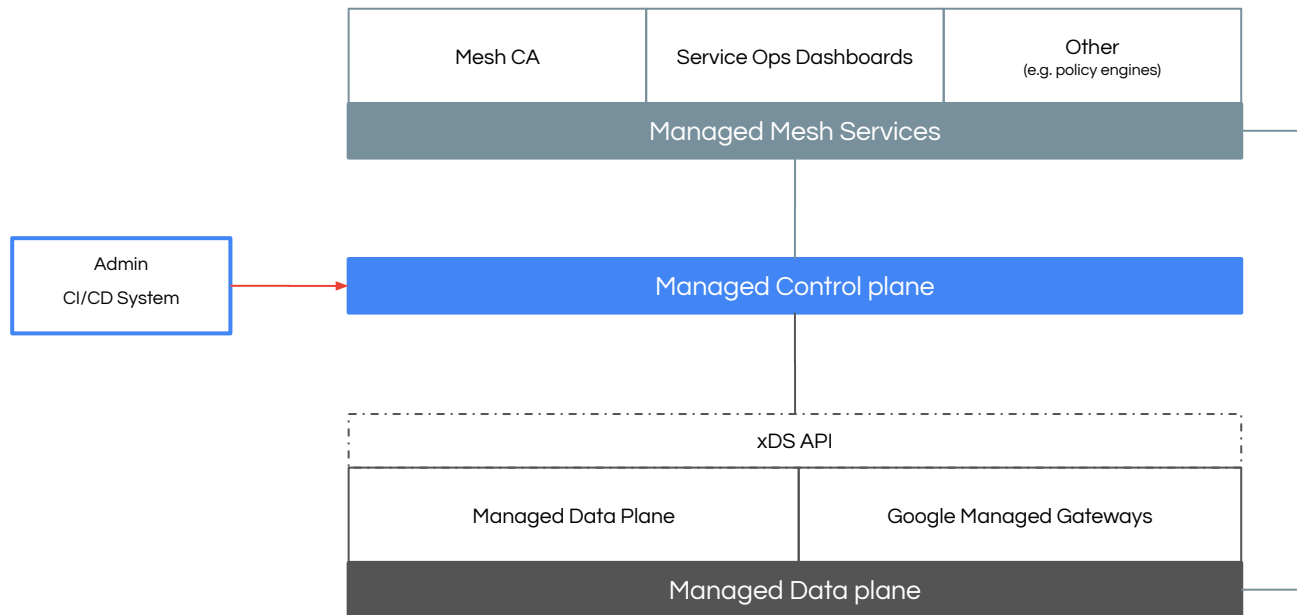 Mesh CA
Service Ops Dashboards
Other
(e.g. policy engines)
Managed Mesh Services
Admin
CI/CD System
Managed Control plane
xDS API
Managed Data Plane
Google Managed Gateways
Managed Data plane